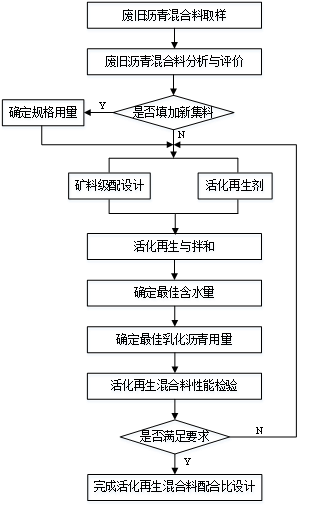 废旧沥青混合料取样
废旧沥青混合料分析与评价
是否填加新集料
Y
确定规格用量
N
矿料级配设计
活化再生剂
活化再生与拌和
确定最佳含水量
确定最佳乳化沥青用量
活化再生混合料性能检验
是否满足要求
N
Y
完成活化再生混合料配合比设计